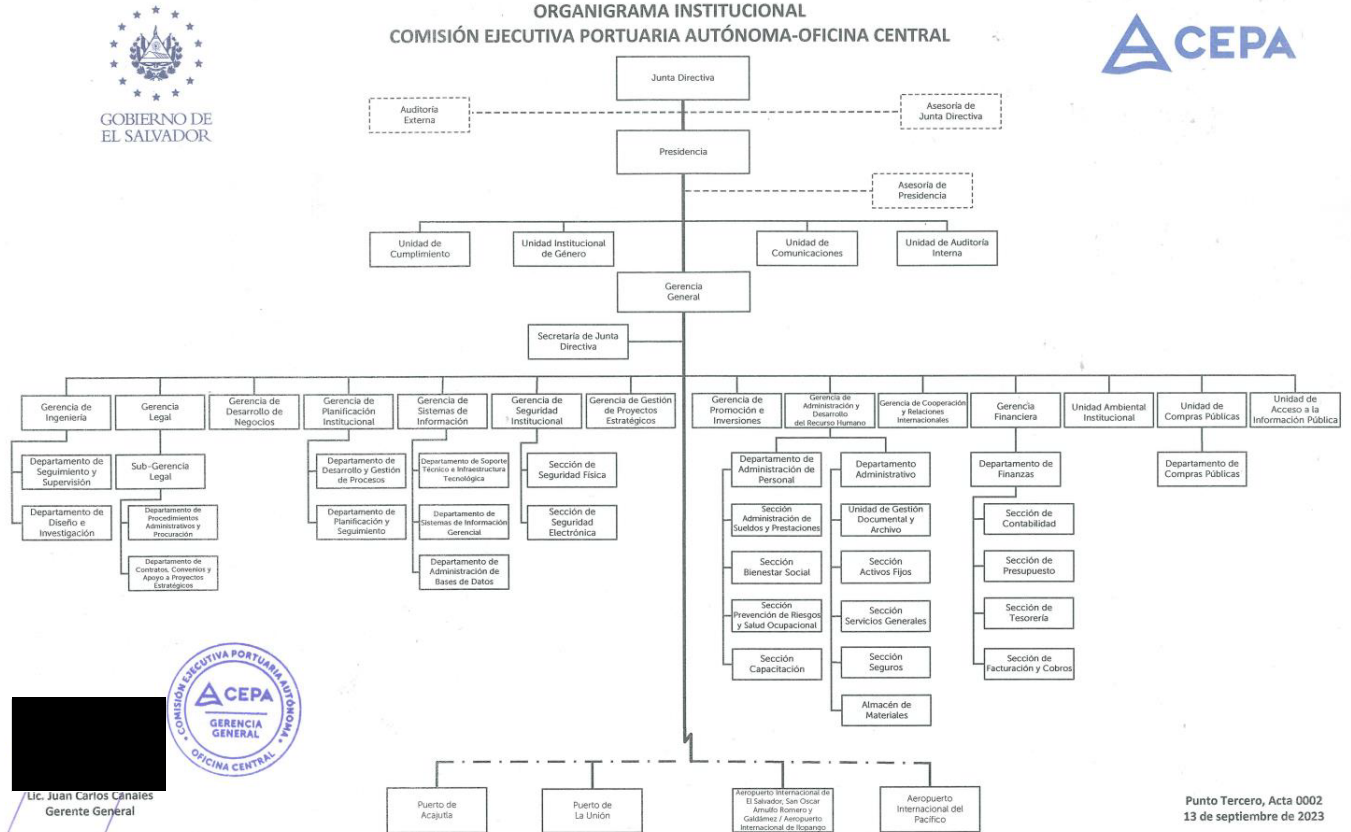 ORGANIGRAMA INSTITUCIONAL
COMISIÓN EJECUTIVA PORTUARIA AUTÓNOMA-OFICINA CENTRAL
GOBIERNO DE
EL SALVADOR
CEPA
Junta Directiva
Auditoría
Externa
Asesoría de
Junta Directiva
Presidencia
Asesoría de
Presidencia
Unidad de
Cumplimiento
Unidad Institucional
de Género
Unidad de
Comunicaciones
Unidad de Auditoría
Interna
Gerencia
General
Secretaría de Junta
Directiva
Gerencia de
Ingeniería
Gerencia
Legal
Gerencia de
Desarrollo de
Negocios
Gerencia de
Planificación
Institucional
Gerencia de
Sistemas de
Información
Gerencia de
Seguridad
Institucional
Gerencia de Gestión
de Proyectos
Estratégicos
Gerencia de
Promoción e
Inversiones
Gerencia de
Administración y
Desarrollo
del Recurso Humano
Gerencia de Cooperación
y Relaciones
Internacionales
Gerencia
Financiera
Unidad Ambiental
Institucional
Unidad de
Compras Públicas
Unidad de
Acceso a la
Información Pública
Departamento de
Seguimiento y
Supervisión
Departamento de
Diseño e
Investigación
Sub-Gerencia
Legal
Departamento de
Procedimientos
Administrativos y
Procuración
Departamento de
Contratos, Convenios y
Apoyo a Proyectos
Estratégicos
Departamento de
Desarrollo y Gestión
de Procesos
Departamento de
Planificación y
Seguimiento
Departamento de Soporte
Técnico e Infraestructura
Tecnológica
Departamento de
Sistemas de Información
Gerencial
Departamento de
Administración de
Bases de Datos
Sección de
Seguridad Física
Sección de
Seguridad
Electrónica
Departamento de
Administración de
Personal
Sección
Administración de
Sueldos y Prestaciones
Sección
Bienestar Social
Sección
Prevención de Riesgos
y Salud Ocupacional
Sección
Capacitación
Departamento
Administrativo
Unidad de Gestión
Documental y
Archivo
Sección
Activos Fijos
Sección
Servicios Generales
Sección
Seguros
Almacén de
Materiales
Departamento de
Finanzas
Sección de
Contabilidad
Sección de
Presupuesto
Sección de
Tesorería
Sección de
Facturación y Cobros
Departamento de
Compras Públicas
COMISIÓN EJECUTIVA PORTUARIA AUTÓNOMA
CEPA
GERENCIA
GENERAL
OFICINA CENTRAL
Lic. Juan Carlos Canales
Gerente General
Puerto de
Acajutla
Puerto de
La Unión
Aeropuerto Internacional de
El Salvador, San Oscar
Arnulfo Romero y
Galdámez / Aeropuerto
Internacional de Ilopango
Aeropuerto
Internacional del
Pacífico
Punto Tercero, Acta 0002
13 de septiembre de 2023